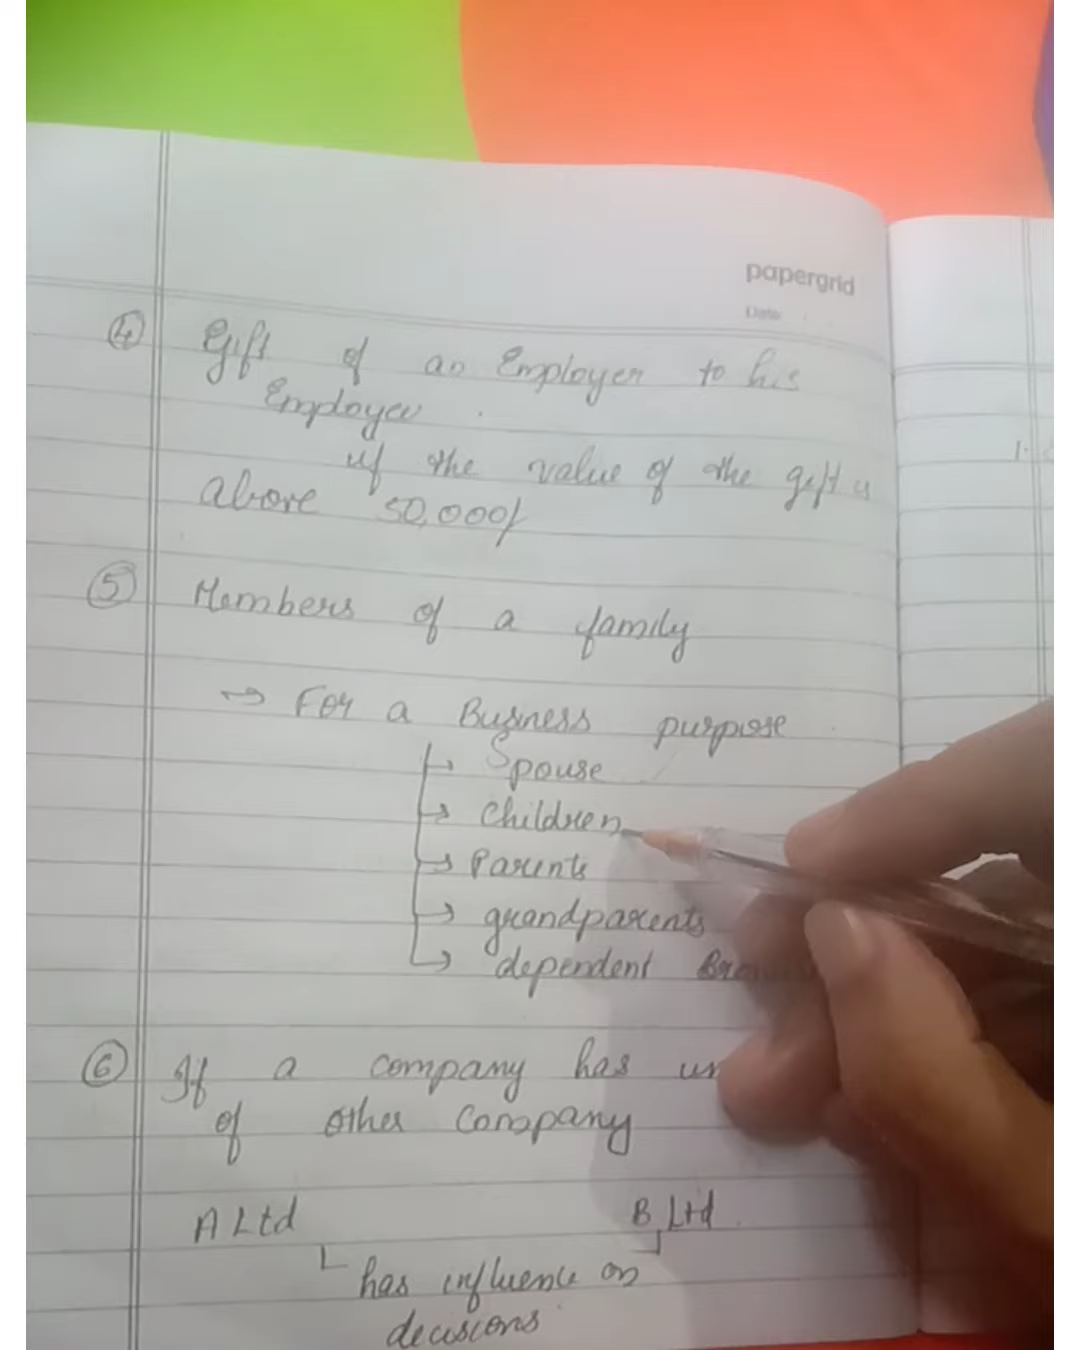 papergrid
Date
④ Gift of an Employer to his
Employee.
if the value of the gift is
above 50,000/
⑤ Members of a family
→ For a Business purpose
→ Spouse
→ Children
→ Parents
→ grandparents
→ dependent
⑥ If a company has
of other Company
A Ltd B Ltd
has influence on
decisions